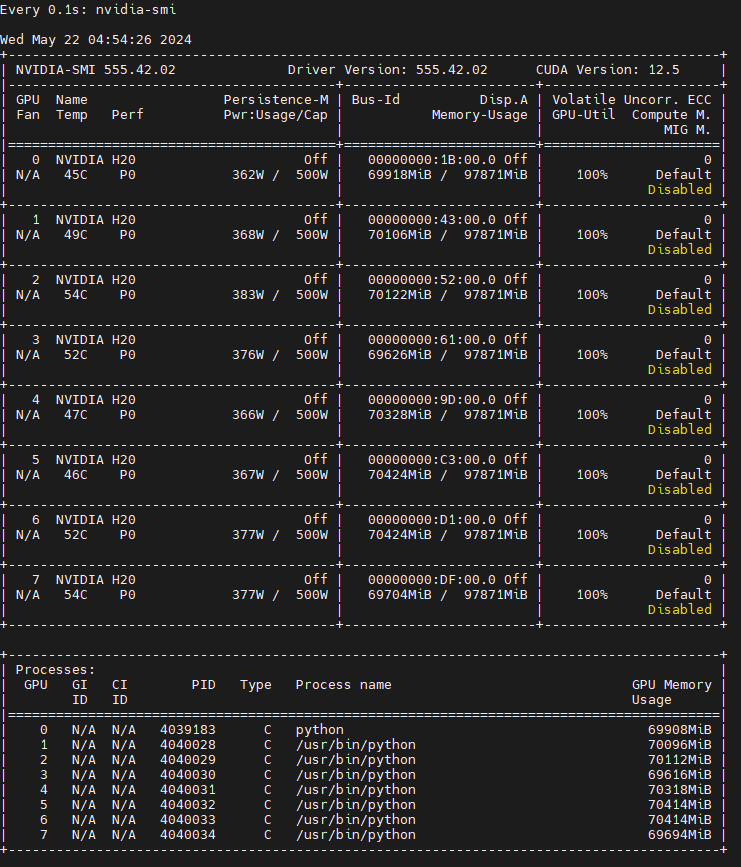 Every 0.1s: nvidia-smi
Wed May 22 04:54:26 2024
+-----------------------------------------------------------------------------------------+
| NVIDIA-SMI 555.42.02              Driver Version: 555.42.02      CUDA Version: 12.5     |
|-----------------------------------------+------------------------+----------------------+
| GPU  Name                 Persistence-M | Bus-Id          Disp.A | Volatile Uncorr. ECC |
| Fan  Temp   Perf          Pwr:Usage/Cap |           Memory-Usage | GPU-Util  Compute M. |
|                                         |                        |               MIG M. |
|=========================================+========================+======================|
|   0  NVIDIA H20                     Off |   00000000:1B:00.0 Off |                    0 |
| N/A   45C    P0             362W /  500W |   69918MiB /  97871MiB |    100%      Default |
|                                         |                        |             Disabled |
+-----------------------------------------+------------------------+----------------------+
|   1  NVIDIA H20                     Off |   00000000:43:00.0 Off |                    0 |
| N/A   49C    P0             368W /  500W |   70106MiB /  97871MiB |    100%      Default |
|                                         |                        |             Disabled |
+-----------------------------------------+------------------------+----------------------+
|   2  NVIDIA H20                     Off |   00000000:52:00.0 Off |                    0 |
| N/A   54C    P0             383W /  500W |   70122MiB /  97871MiB |    100%      Default |
|                                         |                        |             Disabled |
+-----------------------------------------+------------------------+----------------------+
|   3  NVIDIA H20                     Off |   00000000:61:00.0 Off |                    0 |
| N/A   52C    P0             376W /  500W |   69626MiB /  97871MiB |    100%      Default |
|                                         |                        |             Disabled |
+-----------------------------------------+------------------------+----------------------+
|   4  NVIDIA H20                     Off |   00000000:9D:00.0 Off |                    0 |
| N/A   47C    P0             366W /  500W |   70328MiB /  97871MiB |    100%      Default |
|                                         |                        |             Disabled |
+-----------------------------------------+------------------------+----------------------+
|   5  NVIDIA H20                     Off |   00000000:C3:00.0 Off |                    0 |
| N/A   46C    P0             367W /  500W |   70424MiB /  97871MiB |    100%      Default |
|                                         |                        |             Disabled |
+-----------------------------------------+------------------------+----------------------+
|   6  NVIDIA H20                     Off |   00000000:D1:00.0 Off |                    0 |
| N/A   52C    P0             377W /  500W |   70424MiB /  97871MiB |    100%      Default |
|                                         |                        |             Disabled |
+-----------------------------------------+------------------------+----------------------+
|   7  NVIDIA H20                     Off |   00000000:DF:00.0 Off |                    0 |
| N/A   54C    P0             377W /  500W |   69704MiB /  97871MiB |    100%      Default |
|                                         |                        |             Disabled |
+-----------------------------------------+------------------------+----------------------+
+-----------------------------------------------------------------------------------------+
| Processes:                                                                              |
|  GPU   GI   CI        PID   Type   Process name                              GPU Memory |
|        ID   ID                                                               Usage      |
|=========================================================================================|
|    0   N/A  N/A   4039183      C   python                                      69908MiB |
|    1   N/A  N/A   4040028      C   /usr/bin/python                             70096MiB |
|    2   N/A  N/A   4040029      C   /usr/bin/python                             70112MiB |
|    3   N/A  N/A   4040030      C   /usr/bin/python                             69616MiB |
|    4   N/A  N/A   4040031      C   /usr/bin/python                             70318MiB |
|    5   N/A  N/A   4040032      C   /usr/bin/python                             70414MiB |
|    6   N/A  N/A   4040033      C   /usr/bin/python                             70414MiB |
|    7   N/A  N/A   4040034      C   /usr/bin/python                             69694MiB |
+-----------------------------------------------------------------------------------------+